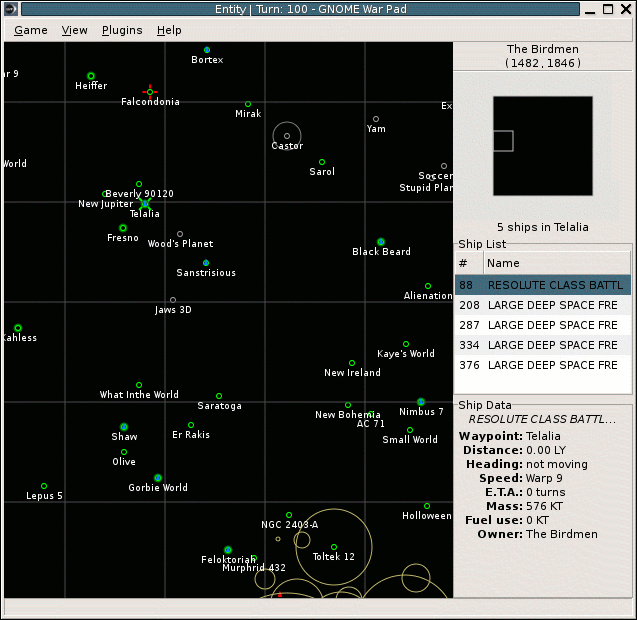 Entity | Turn: 100 - GNOME War Pad
Game View Plugins Help
Bortex
ar 9
Heiffer
Falcondonia
Mirak
Ex
Yam
Castor
World
Sarol
Soccer
Stupid Plan
Beverly 90120
New Jupiter
Telalia
Fresno
Wood's Planet
Black Beard
Sanstrisious
Alienation
Jaws 3D
Kahless
Kaye's World
New Ireland
What Inthe World
Saratoga
New Bohemia
Nimbus 7
AC 71
Shaw
Er Rakis
Small World
Olive
Gorbie World
Lepus 5
Holloween
NGC 2403-A
Feloktoriah
Toltek 12
Murphrid 432
The Birdmen
(1482, 1846)
5 ships in Telalia
Ship List
# Name
88 RESOLUTE CLASS BATTL
208 LARGE DEEP SPACE FRE
287 LARGE DEEP SPACE FRE
334 LARGE DEEP SPACE FRE
376 LARGE DEEP SPACE FRE
Ship Data
RESOLUTE CLASS BATTL...
Waypoint: Telalia
Distance: 0.00 LY
Heading: not moving
Speed: Warp 9
E.T.A.: 0 turns
Mass: 576 KT
Fuel use: 0 KT
Owner: The Birdmen